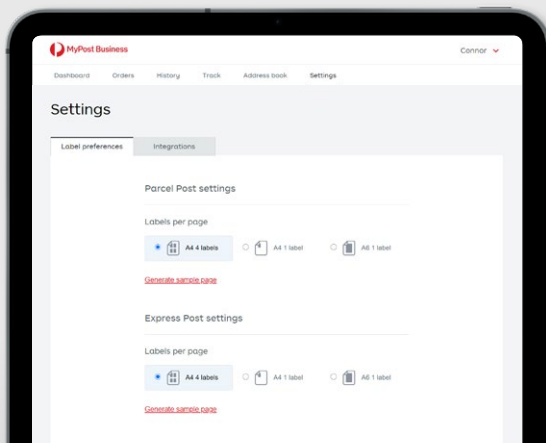 MyPost Business
Connor
Dashboard Orders History Track Address book Settings
Settings
Label preferences Integrations
Parcel Post settings
Labels per page
A4 4 labels A4 1 label A6 1 label
Generate sample page
Express Post settings
Labels per page
A4 4 labels A4 1 label A6 1 label
Generate sample page